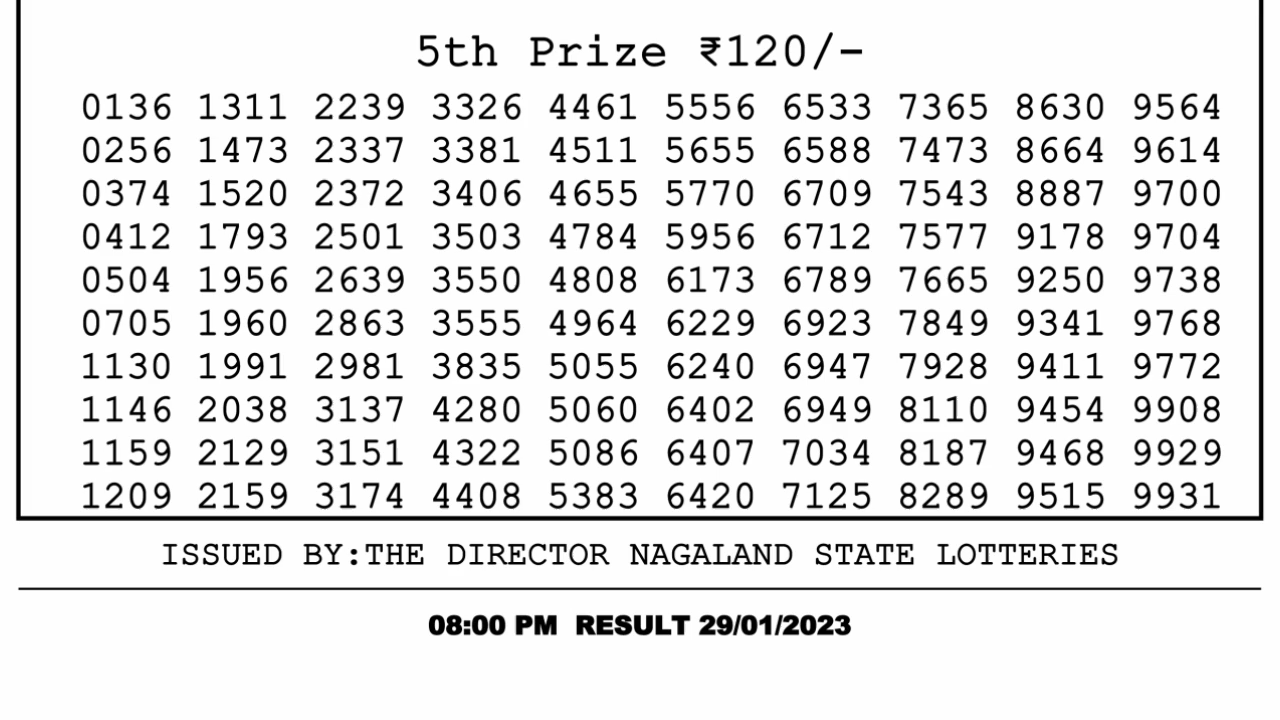 5th Prize ₹120/-
0136 1311 2239 3326 4461 5556 6533 7365 8630 9564
0256 1473 2337 3381 4511 5655 6588 7473 8664 9614
0374 1520 2372 3406 4655 5770 6709 7543 8887 9700
0412 1793 2501 3503 4784 5956 6712 7577 9178 9704
0504 1956 2639 3550 4808 6173 6789 7665 9250 9738
0705 1960 2863 3555 4964 6229 6923 7849 9341 9768
1130 1991 2981 3835 5055 6240 6947 7928 9411 9772
1146 2038 3137 4280 5060 6402 6949 8110 9454 9908
1159 2129 3151 4322 5086 6407 7034 8187 9468 9929
1209 2159 3174 4408 5383 6420 7125 8289 9515 9931
ISSUED BY:THE DIRECTOR NAGALAND STATE LOTTERIES
08:00 PM RESULT 29/01/2023